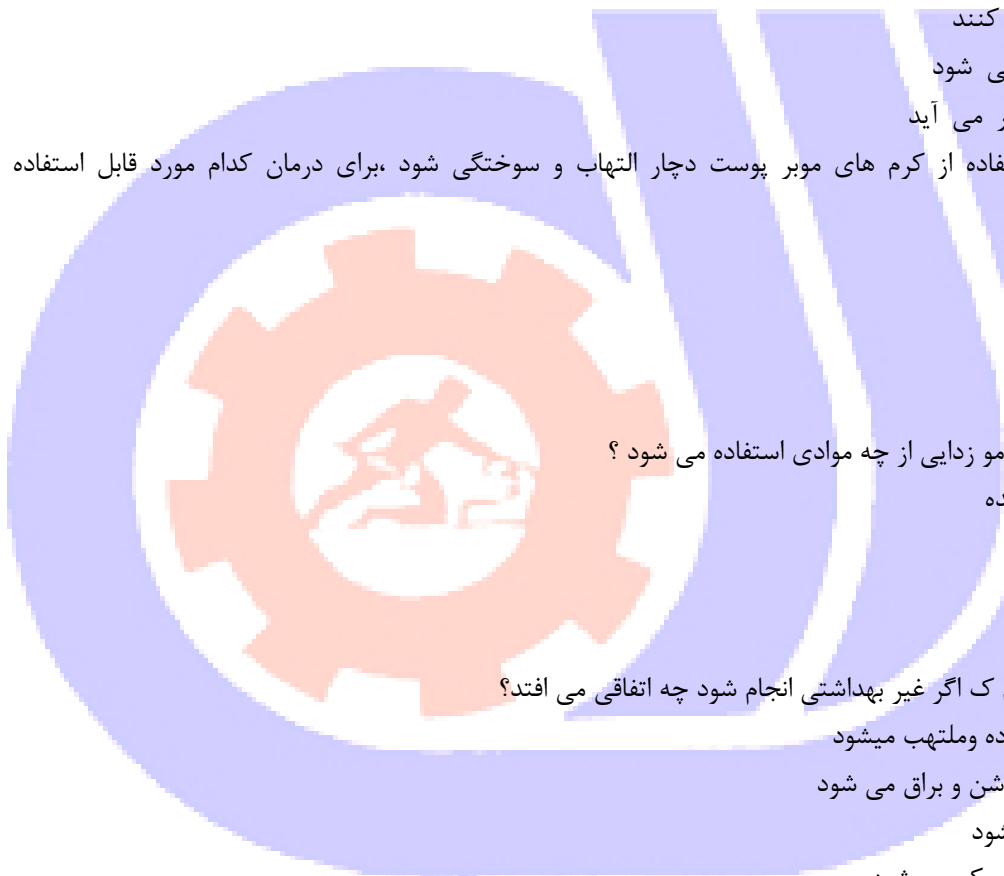 کنند
ی شود
ر می آید
فاده از کرم های موبر پوست دچار التهاب و سوختگی شود ،برای درمان کدام مورد قابل استفاده
مو زدایی از چه موادی استفاده می شود ؟
ده
ک اگر غیر بهداشتی انجام شود چه اتفاقی می افتد؟
ده وملتهب میشود
شن و براق می شود
شود